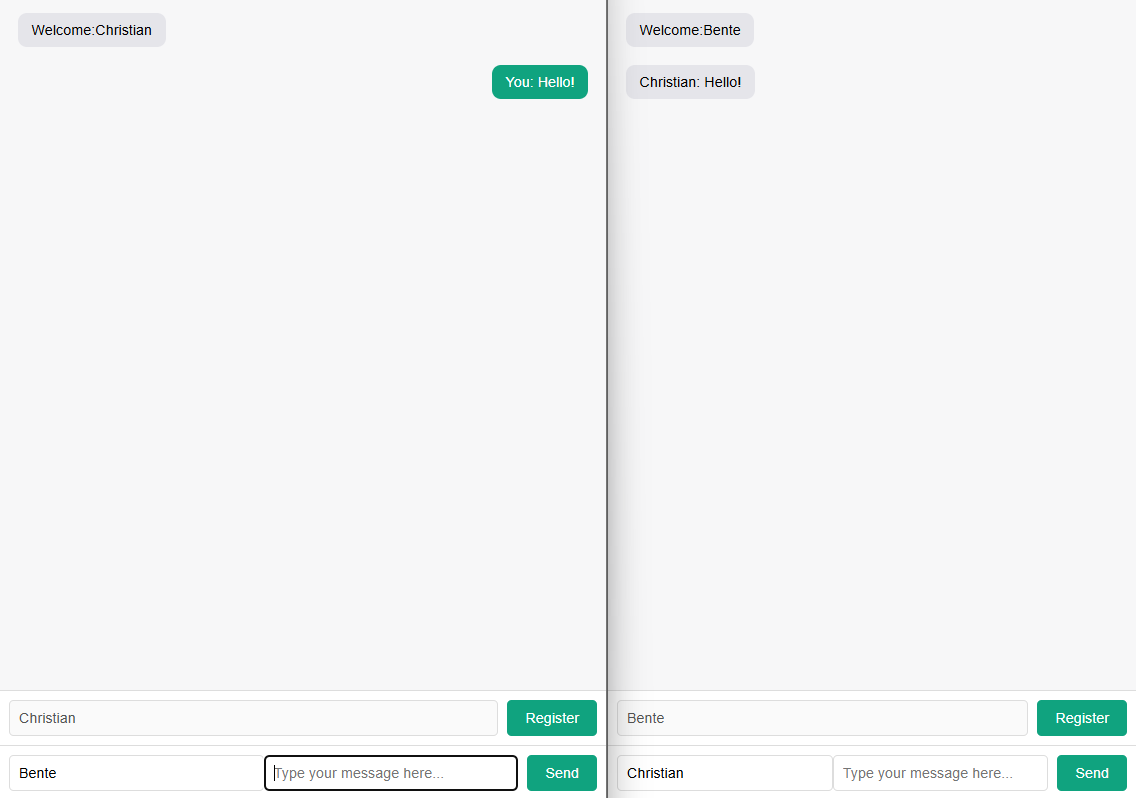 Welcome:Christian
You: Hello!
Christian
Register
Bente
Type your message here...
Send
Welcome:Bente
Christian: Hello!
Bente
Register
Christian
Type your message here...
Send